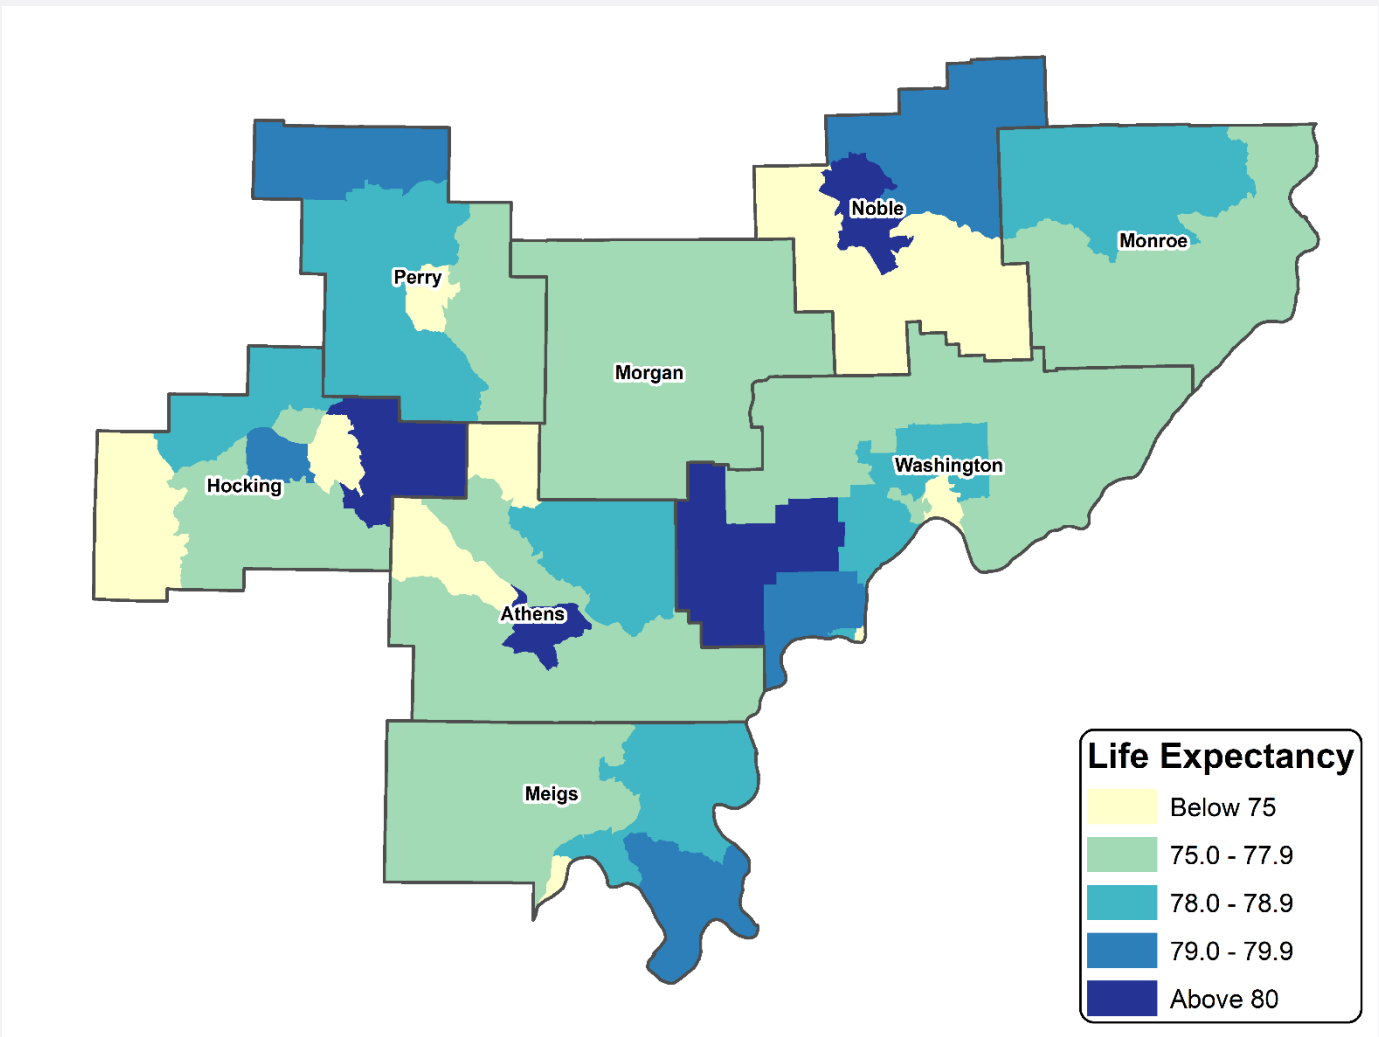 Noble
Monroe
Perry
Morgan
Washington
Hocking
Athens
Meigs
Life Expectancy
Below 75
75.0 - 77.9
78.0 - 78.9
79.0 - 79.9
Above 80